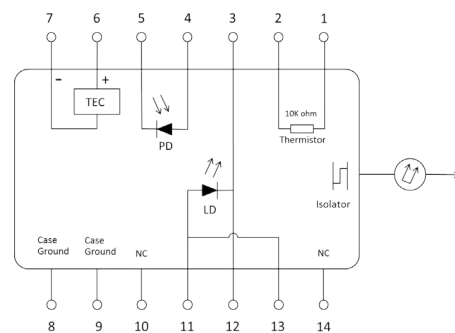 7 6 5 4 3 2 1
- +
TEC
10K ohm
Thermistor
PD
LD
Isolator
Case
Ground
Case
Ground
NC
NC
8 9 10 11 12 13 14